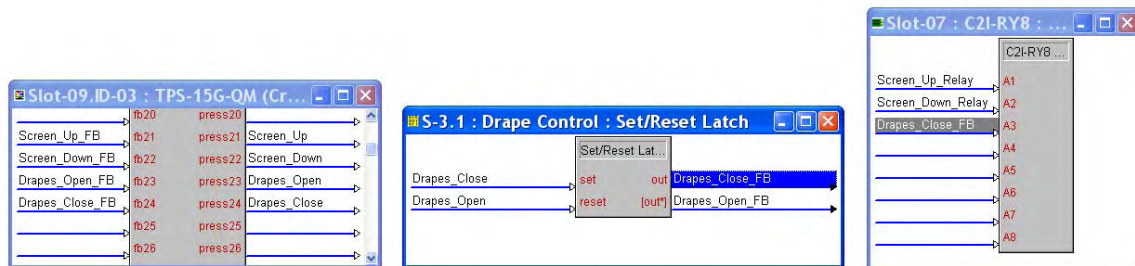 Slot-09.ID-03 : TPS-15G-QM (Cr...
fb20 press20
Screen_Up_FB fb21 press21 Screen_Up
Screen_Down_FB fb22 press22 Screen_Down
Drapes_Open_FB fb23 press23 Drapes_Open
Drapes_Close_FB fb24 press24 Drapes_Close
fb25 press25
fb26 press26
S-3.1 : Drape Control : Set/Reset Latch
Set/Reset Lat...
Drapes_Close set out Drapes_Close_FB
Drapes_Open reset [out*] Drapes_Open_FB
Slot-07 : C2I-RY8 : ...
C2I-RY8 ...
Screen_Up_Relay A1
Screen_Down_Relay A2
Drapes_Close_FB A3
A4
A5
A6
A7
A8